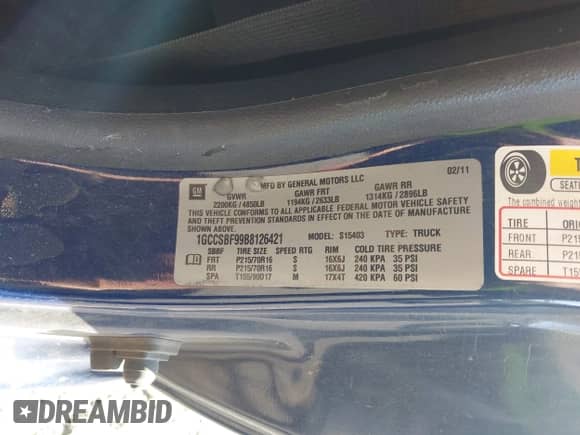 GM
MFD BY GENERAL MOTORS LLC
02/11
GVWR GAWR FRT GAWR RR
2200KG / 4850LB 1194KG / 2633LB 1314KG / 2896LB
THIS VEHICLE CONFORMS TO ALL APPLICABLE FEDERAL MOTOR VEHICLE SAFETY
AND THEFT PREVENTION STANDARDS IN EFFECT ON THE DATE OF MANUFACTURE
SHOWN ABOVE.
1GCCSBF99B8126421 MODEL: S15403 TYPE: TRUCK
SBBF TIRE SIZE SPEED RTG RIM COLD TIRE PRESSURE
FRT P215/70R16 S 16X6J 240 KPA 35 PSI
RR P215/70R16 S 16X6J 240 KPA 35 PSI
SPA T155/90D17 M 17X4T 420 KPA 60 PSI
SEATING
TIRE
FRONT
REAR
SPARE
DREAMBID